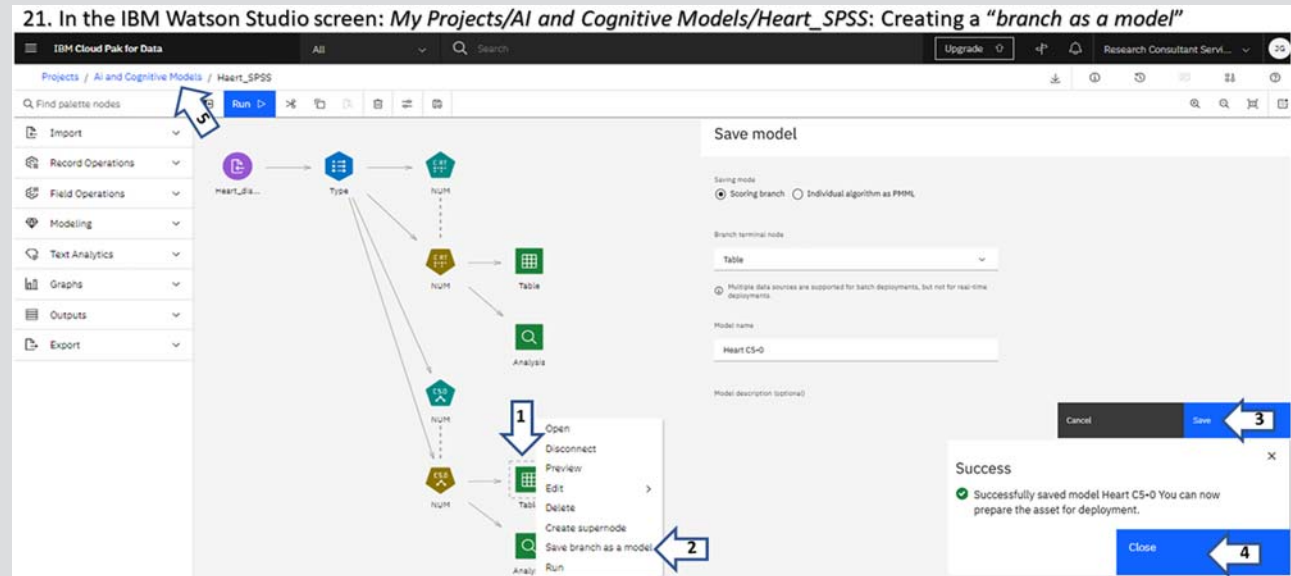 21. In the IBM Watson Studio screen: My Projects/AI and Cognitive Models/Heart_SPSS: Creating a “branch as a model”
IBM Cloud Pak for Data
All
Search
Upgrade
Research Consultant Servi...
Projects / AI and Cognitive Models / Haert_SPSS
5
Find palette nodes
Run
Import
Record Operations
Field Operations
Modeling
Text Analytics
Graphs
Outputs
Export
Heart_dis...
Type
NUM
NUM
Table
Analysis
NUM
NUM
Tabl
Analy
1
Open
Disconnect
Preview
Edit
Delete
Create supernode
Save branch as a model
Run
2
Save model
Saving mode
Scoring branch
Individual algorithm as PMML
Branch terminal node
Table
Multiple data sources are supported for batch deployments, but not for real-time
deployments.
Model name
Heart C5-0
Model description (optional)
Cancel
Save
3
Success
Successfully saved model Heart C5-0 You can now
prepare the asset for deployment.
Close
4